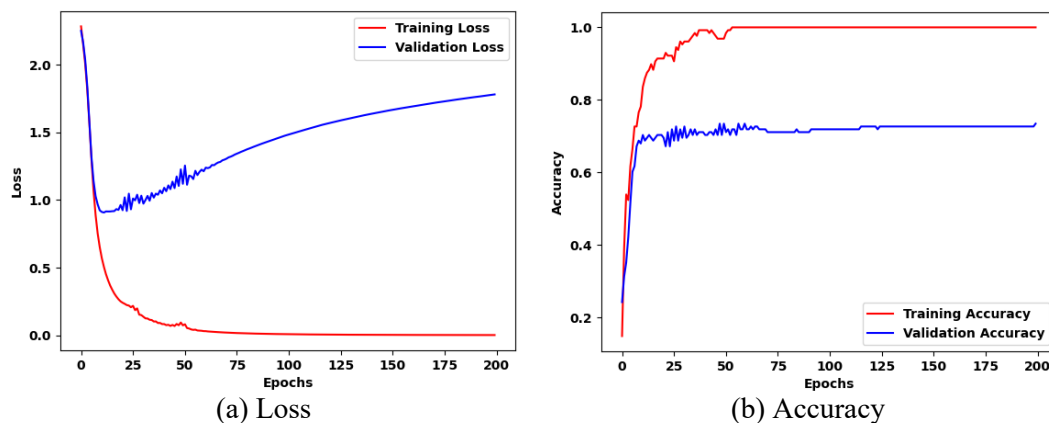 Training Loss
Validation Loss
2.0
1.5
1.0
0.5
0.0
Loss
0 25 50 75 100 125 150 175 200
Epochs
(a) Loss
1.0
0.8
0.6
0.4
0.2
Accuracy
Training Accuracy
Validation Accuracy
0 25 50 75 100 125 150 175 200
Epochs
(b) Accuracy